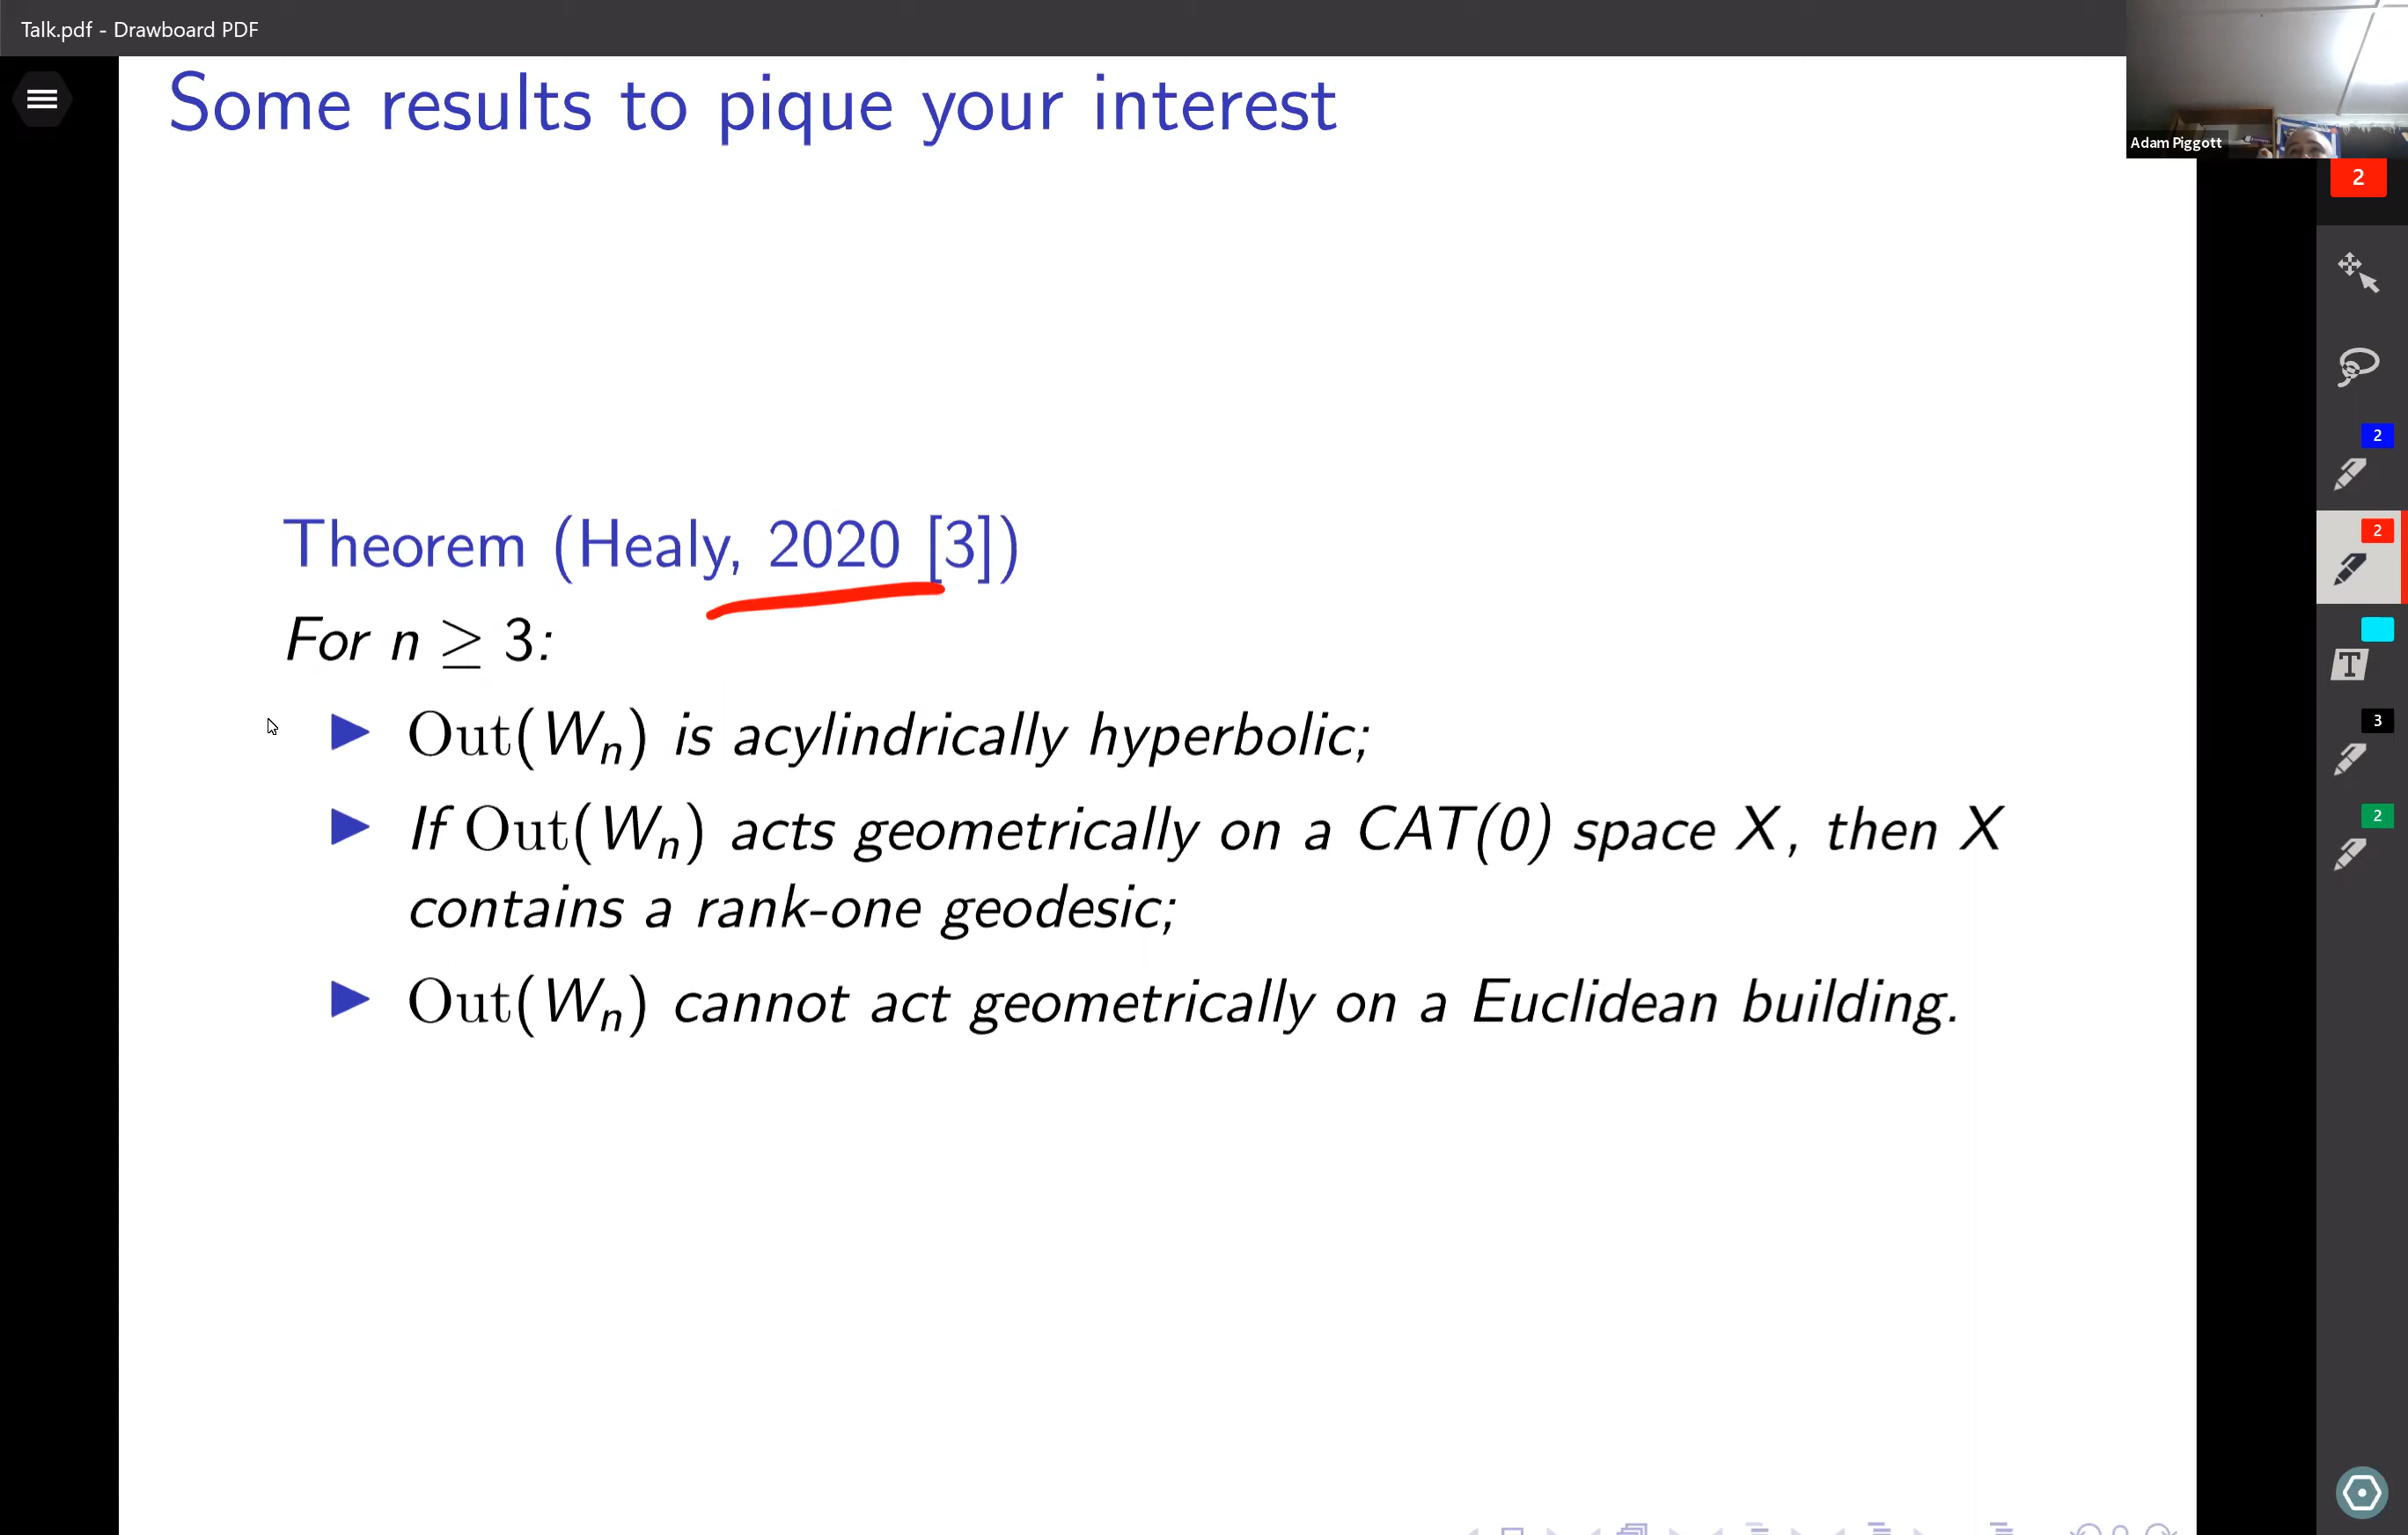 Talk.pdf - Drawboard PDF
Some results to pique your interest
Adam Piggott
2
2
2
3
2
Theorem (Healy, 2020 [3])
For n ≥ 3:
▶ Out(Wₙ) is acylindrically hyperbolic;
▶ If Out(Wₙ) acts geometrically on a CAT(0) space X, then X
contains a rank-one geodesic;
▶ Out(Wₙ) cannot act geometrically on a Euclidean building.
T